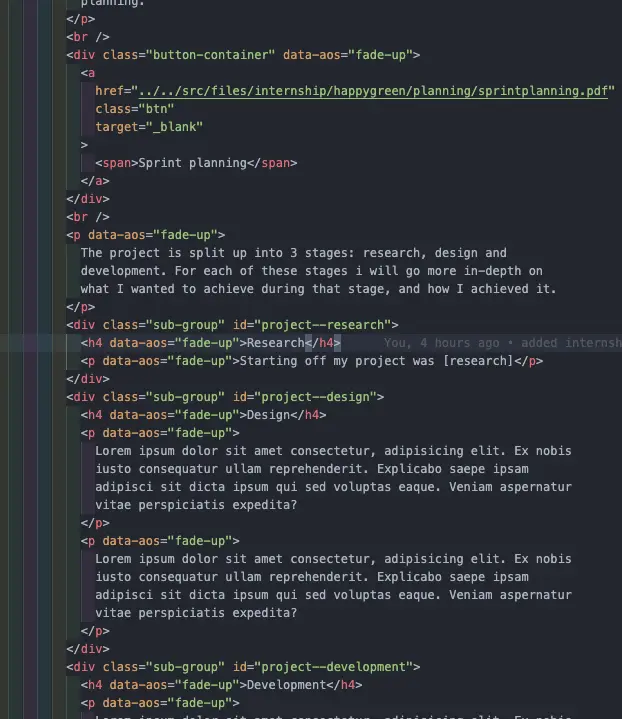 planning.
</p>
<br />
<div class="button-container" data-aos="fade-up">
<a
href="../../src/files/internship/happygreen/planning/sprintplanning.pdf"
class="btn"
target="_blank"
>
<span>Sprint planning</span>
</a>
</div>
<br />
<p data-aos="fade-up">
The project is split up into 3 stages: research, design and
development. For each of these stages i will go more in-depth on
what I wanted to achieve during that stage, and how I achieved it.
</p>
<div class="sub-group" id="project--research">
<h4 data-aos="fade-up">Research</h4> You, 4 hours ago • added internsh
<p data-aos="fade-up">Starting off my project was [research]</p>
</div>
<div class="sub-group" id="project--design">
<h4 data-aos="fade-up">Design</h4>
<p data-aos="fade-up">
Lorem ipsum dolor sit amet consectetur, adipisicing elit. Ex nobis
iusto consequatur ullam reprehenderit. Explicabo saepe ipsam
adipisci sit dicta ipsum qui sed voluptas eaque. Veniam aspernatur
vitae perspiciatis expedita?
</p>
<p data-aos="fade-up">
Lorem ipsum dolor sit amet consectetur, adipisicing elit. Ex nobis
iusto consequatur ullam reprehenderit. Explicabo saepe ipsam
adipisci sit dicta ipsum qui sed voluptas eaque. Veniam aspernatur
vitae perspiciatis expedita?
</p>
</div>
<div class="sub-group" id="project--development">
<h4 data-aos="fade-up">Development</h4>
<p data-aos="fade-up">